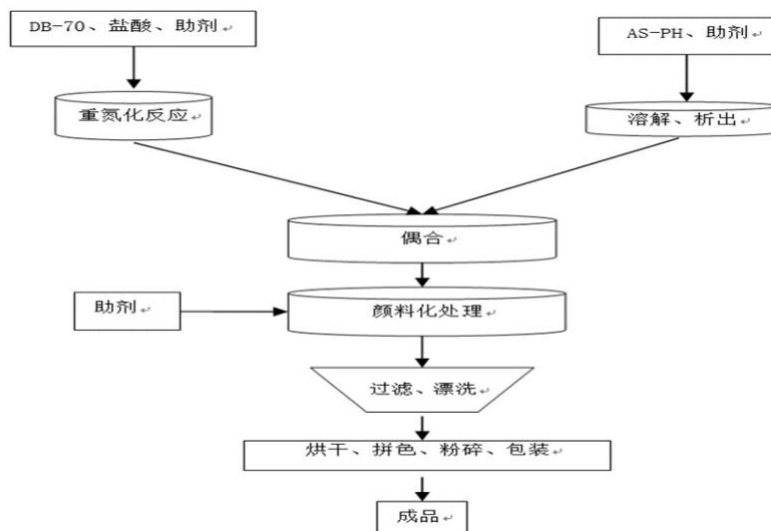 DB-70、盐酸、助剂
AS-PH、助剂
重氮化反应
溶解、析出
偶合
助剂
颜料化处理
过滤、漂洗
烘干、拼色、粉碎、包装
成品